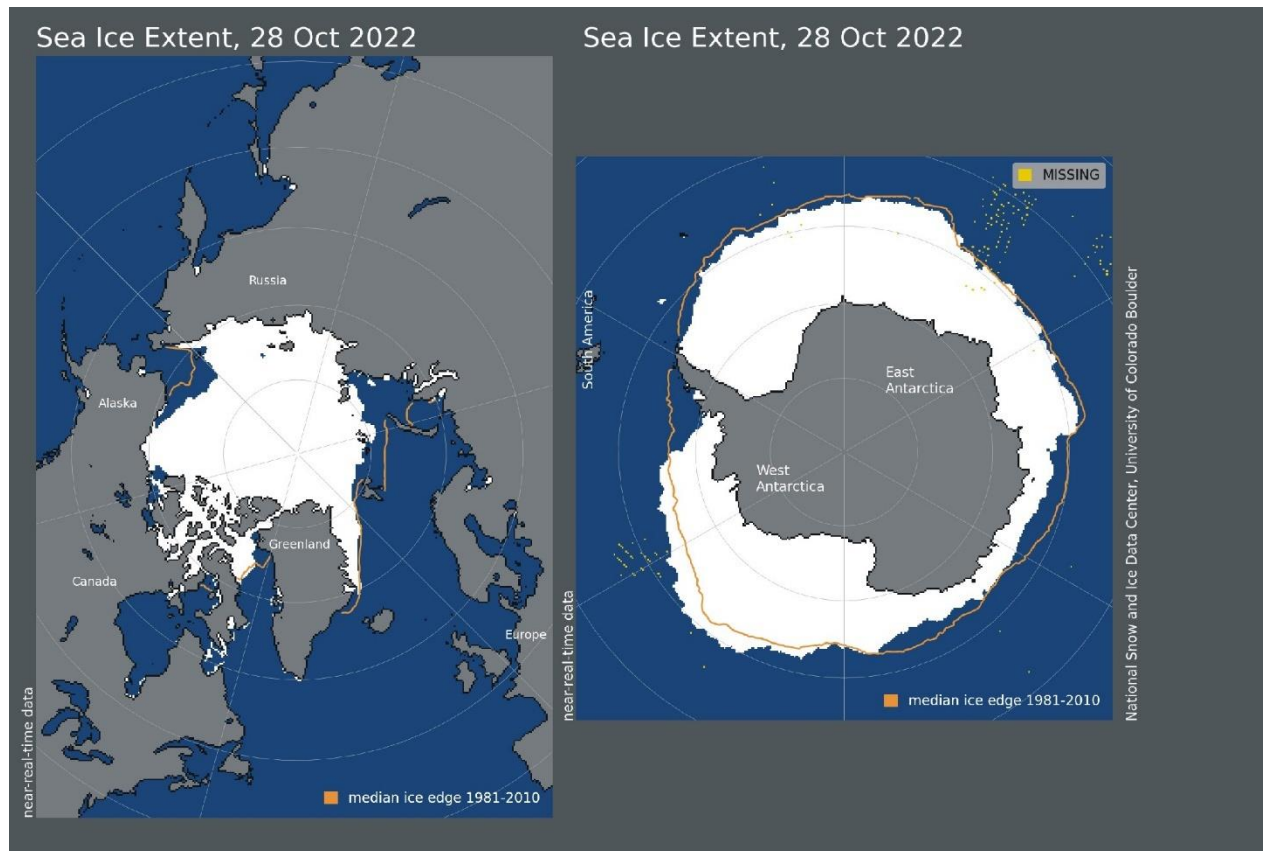 Sea Ice Extent, 28 Oct 2022
Russia
Alaska
Greenland
Canada
Europe
near-real-time data
median ice edge 1981-2010
Sea Ice Extent, 28 Oct 2022
MISSING
South America
East
Antarctica
West
Antarctica
near-real-time data
median ice edge 1981-2010
National Snow and Ice Data Center, University of Colorado Boulder